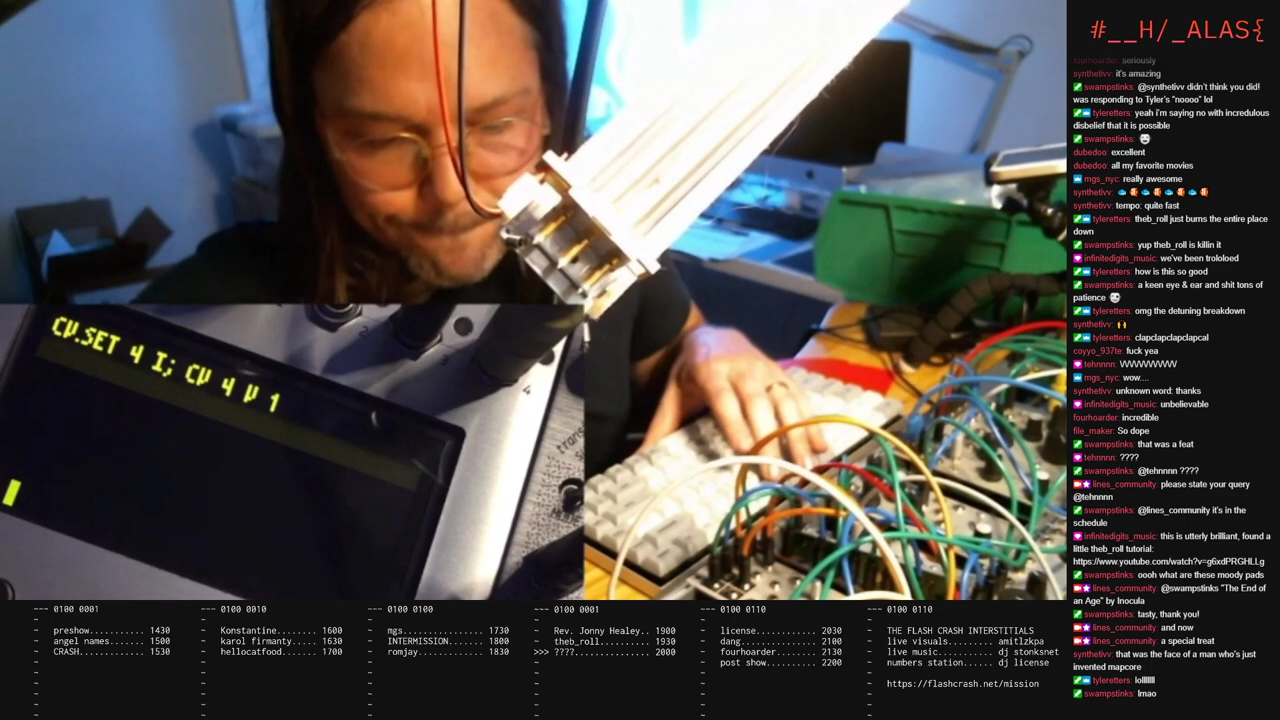 #__H/_ALAS{
fourhoarder: seriously
synthetivv: it's amazing
swampstinks: @synthetivv didn't think you did!
was responding to Tyler's "noooo" lol
tyleretters: yeah I'm saying no with incredulous
disbelief that it is possible
swampstinks:
dubedoo: excellent
dubedoo: all my favorite movies
mgs_nyc: really awesome
synthetivv: 🐟 🐠 🐟 🐠 🐟 🐠 🐟 🐠
synthetivv: tempo: quite fast
tyleretters: theb_roll just burns the entire place
down
swampstinks: yup theb_roll is killin it
infinitedigits_music: we've been trololoed
tyleretters: how is this so good
swampstinks: a keen eye & ear and shit tons of
patience
tyleretters: omg the detuning breakdown
synthetivv: 🙌
tyleretters: clapclapclapclapcal
coyyo_937te: fuck yea
tehnnnn: \/\/\/\/\/\/\/\/\/\/
mgs_nyc: wow....
synthetivv: unknown word: thanks
infinitedigits_music: unbelievable
fourhoarder: incredible
file_maker: So dope
swampstinks: that was a feat
tehnnnn: ????
swampstinks: @tehnnnn ????
lines_community: please state your query
@tehnnnn
swampstinks: @lines_community it's in the
schedule
infinitedigits_music: this is utterly brilliant, found a
little theb_roll tutorial:
https://www.youtube.com/watch?v=g6xdPRGHLLg
swampstinks: oooh what are these moody pads
lines_community: @swampstinks "The End of
an Age" by Inocula
swampstinks: tasty, thank you!
lines_community: and now
lines_community: a special treat
synthetivv: that was the face of a man who's just
invented mapcore
tyleretters: lolllllll
swampstinks: lmao
CV.SET 4 I; CV 4 V 1
4
trans
~~~ 0100 0001
~
~ preshow.......... 1430
~ angel names...... 1500
~ CRASH............ 1530
~
~
~
~
~
~
~~~ 0100 0010
~
~ Konstantine...... 1600
~ karol firmanty... 1630
~ hellocatfood..... 1700
~
~
~
~
~
~
~~~ 0100 0100
~
~ mgs.............. 1730
~ INTERMISSION..... 1800
~ romjay........... 1830
~
~
~
~
~
~
~~~ 0100 0001
~
~ Rev. Jonny Healey.. 1900
~ theb_roll.......... 1930
>>> ????............... 2000
~
~
~
~
~
~
~~~ 0100 0110
~
~ license.......... 2030
~ dang............. 2100
~ fourhoarder...... 2130
~ post show........ 2200
~
~
~
~
~
~~~ 0100 0110
~
~ THE FLASH CRASH INTERSTITIALS
~ live visuals..... amitlzkpa
~ live music....... dj stonksnet
~ numbers station...... dj license
~
~ https://flashcrash.net/mission
~
~
~